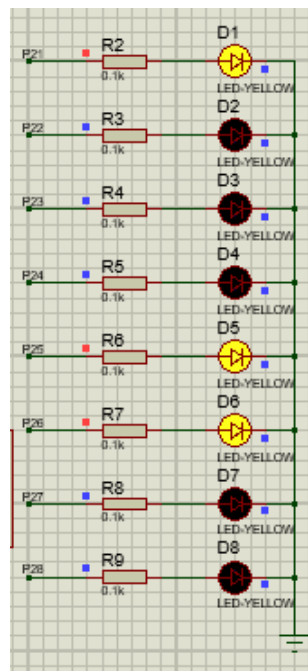 D1
P21 R2
0.1k LED-YELLOW
D2
P22 R3
0.1k LED-YELLOW
D3
P23 R4
0.1k LED-YELLOW
D4
P24 R5
0.1k LED-YELLOW
D5
P25 R6
0.1k LED-YELLOW
D6
P26 R7
0.1k LED-YELLOW
D7
P27 R8
0.1k LED-YELLOW
D8
P28 R9
0.1k LED-YELLOW